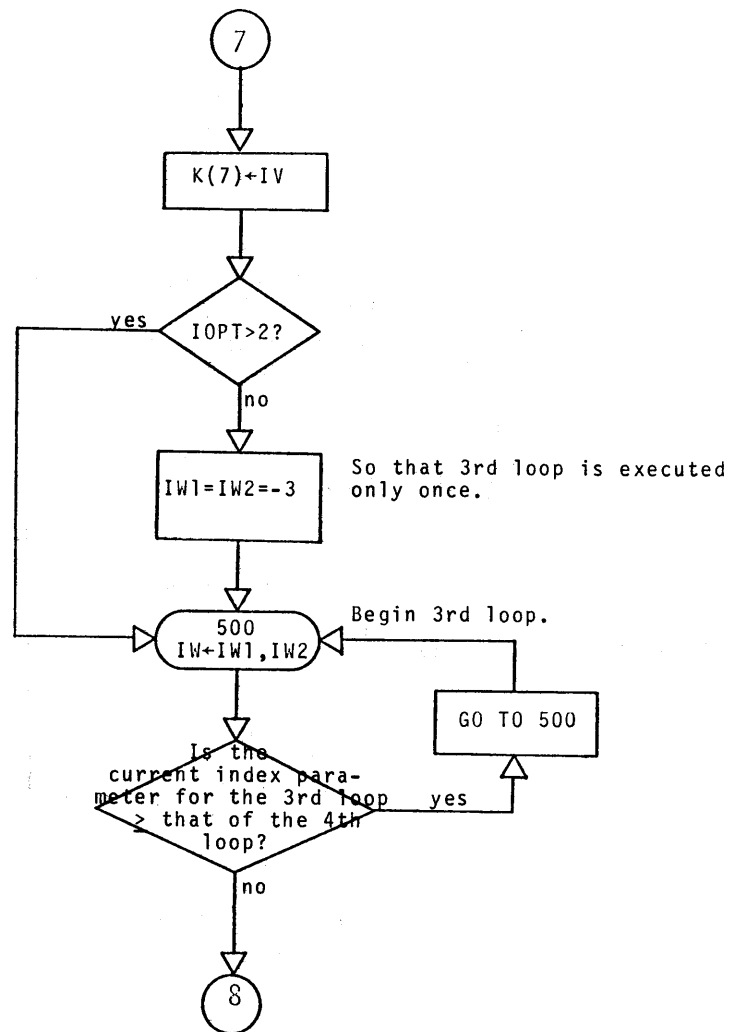 7
K(7)←IV
yes
IOPT>2?
no
IW1=IW2=-3
So that 3rd loop is executed
only once.
Begin 3rd loop.
500
IW←IW1,IW2
GO TO 500
Is the
current index para-
meter for the 3rd loop
≥ that of the 4th
loop?
yes
no
8